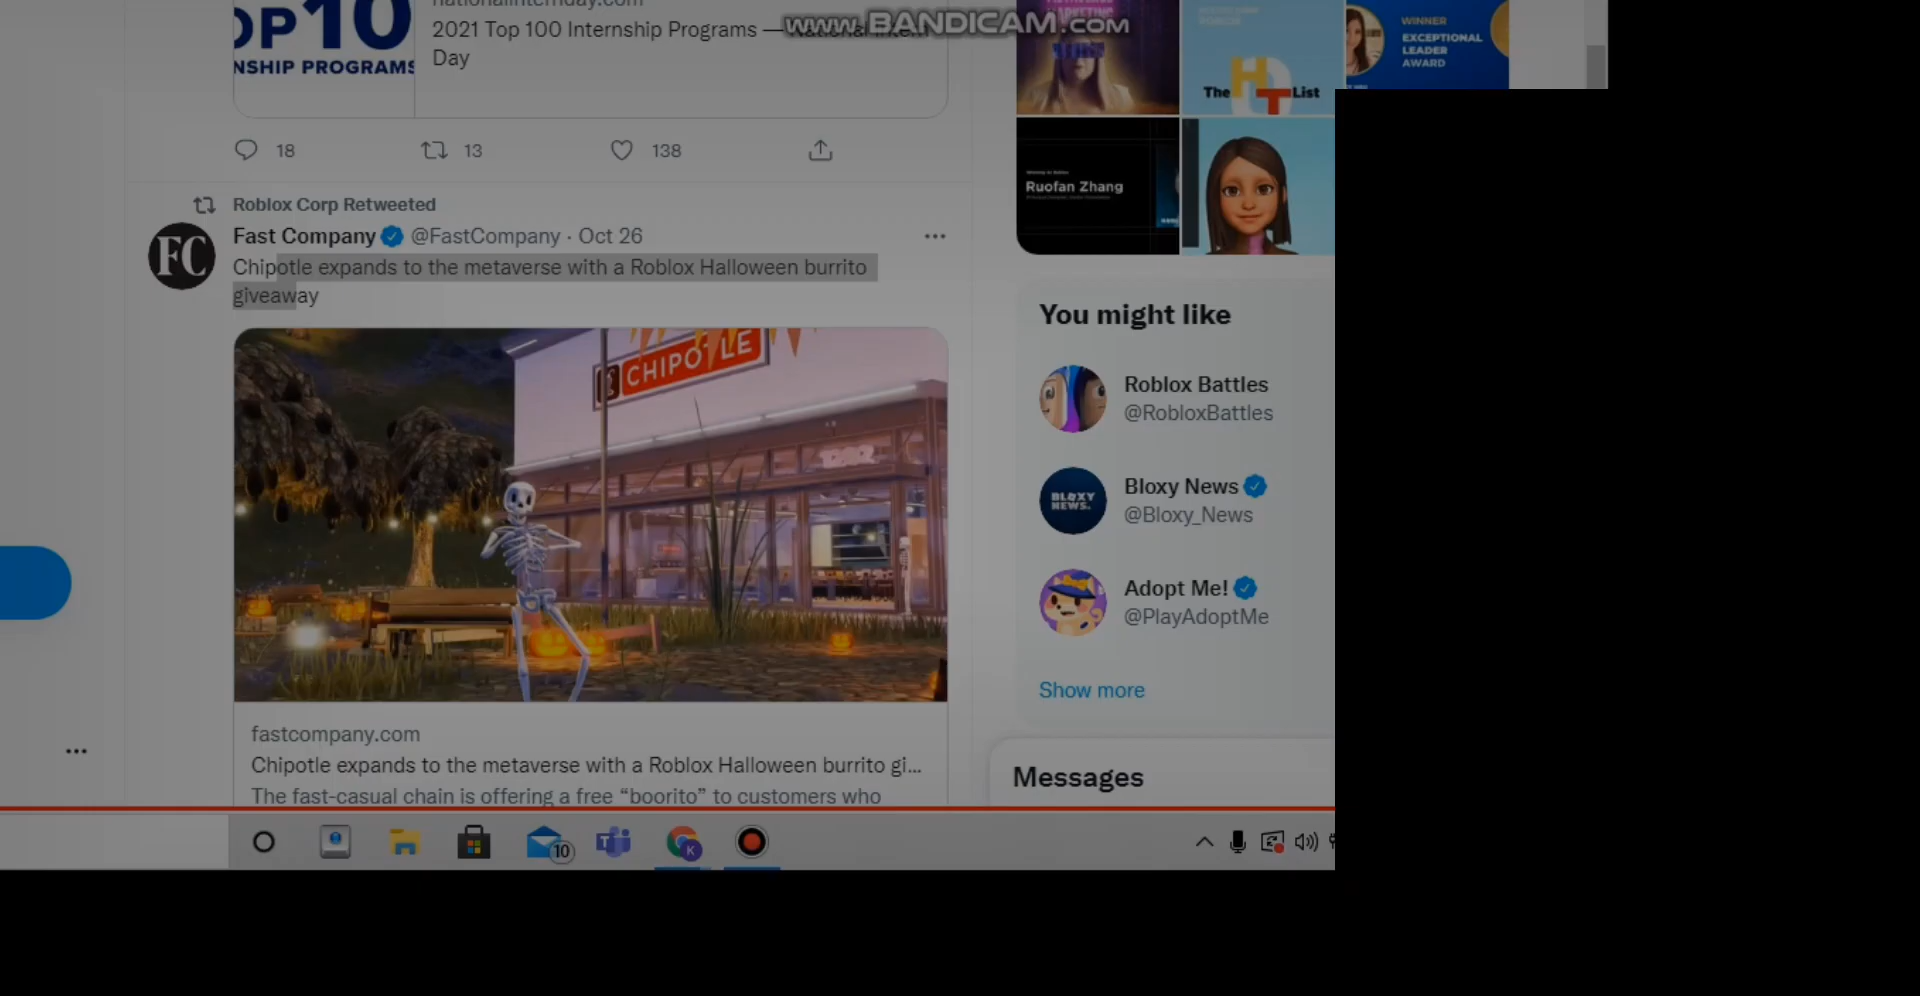 OP10
NSHIP PROGRAMS
2021 Top 100 Internship Programs —
Day
www.BANDICAM.com
18
13
138
Roblox Corp Retweeted
FC
Fast Company @FastCompany · Oct 26
Chipotle expands to the metaverse with a Roblox Halloween burrito
giveaway
CHIPOTLE
fastcompany.com
Chipotle expands to the metaverse with a Roblox Halloween burrito gi...
The fast-casual chain is offering a free “boorito” to customers who
MARKETING
The HOT List
WINNER
EXCEPTIONAL
LEADER
AWARD
Ruofan Zhang
You might like
Roblox Battles
@RobloxBattles
BLOXY
NEWS.
Bloxy News
@Bloxy_News
Adopt Me!
@PlayAdoptMe
Show more
Messages
10
K